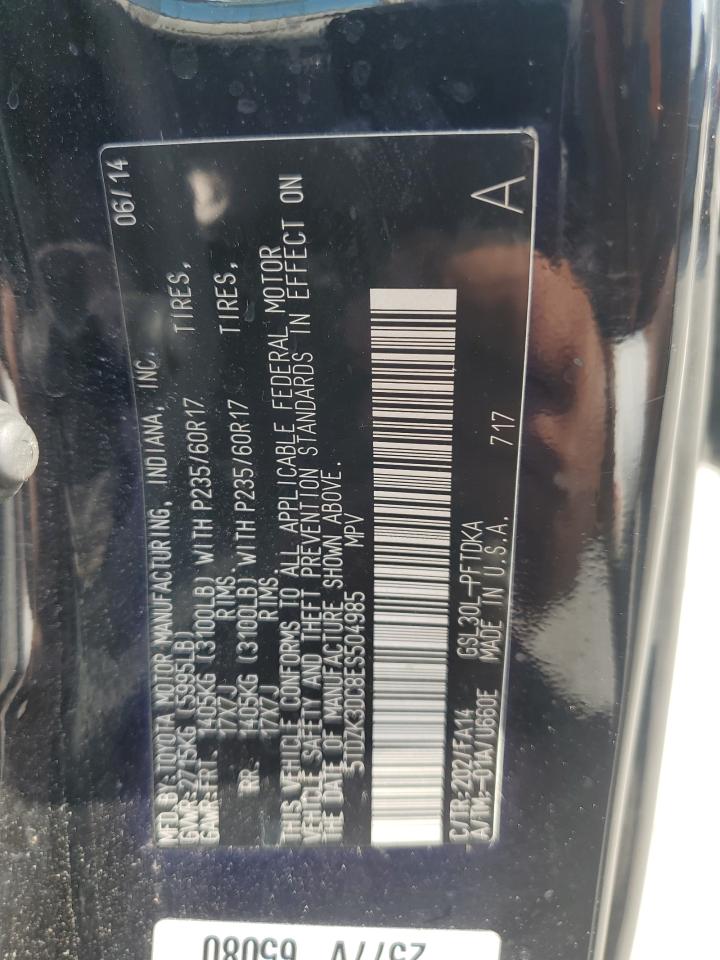 MFD.BY:TOYOTA MOTOR MANUFACTURING, INDIANA, INC. 06/14
GVWR:2715KG (5995LB)
GAWR:FRT. 1405KG (3100LB) WITH P235/60R17 TIRES,
17X7J RIMS,
RR. 1405KG (3100LB) WITH P235/60R17 TIRES,
17X7J RIMS.
THIS VEHICLE CONFORMS TO ALL APPLICABLE FEDERAL MOTOR
VEHICLE SAFETY AND THEFT PREVENTION STANDARDS IN EFFECT ON
THE DATE OF MANUFACTURE SHOWN ABOVE.
5TDZK3DC8ES504985 MPV
C/TR:202/FA14 GSL30L-PFTDKA A
A/TM:-01A/U660E MADE IN U.S.A. 717
2577V 65080